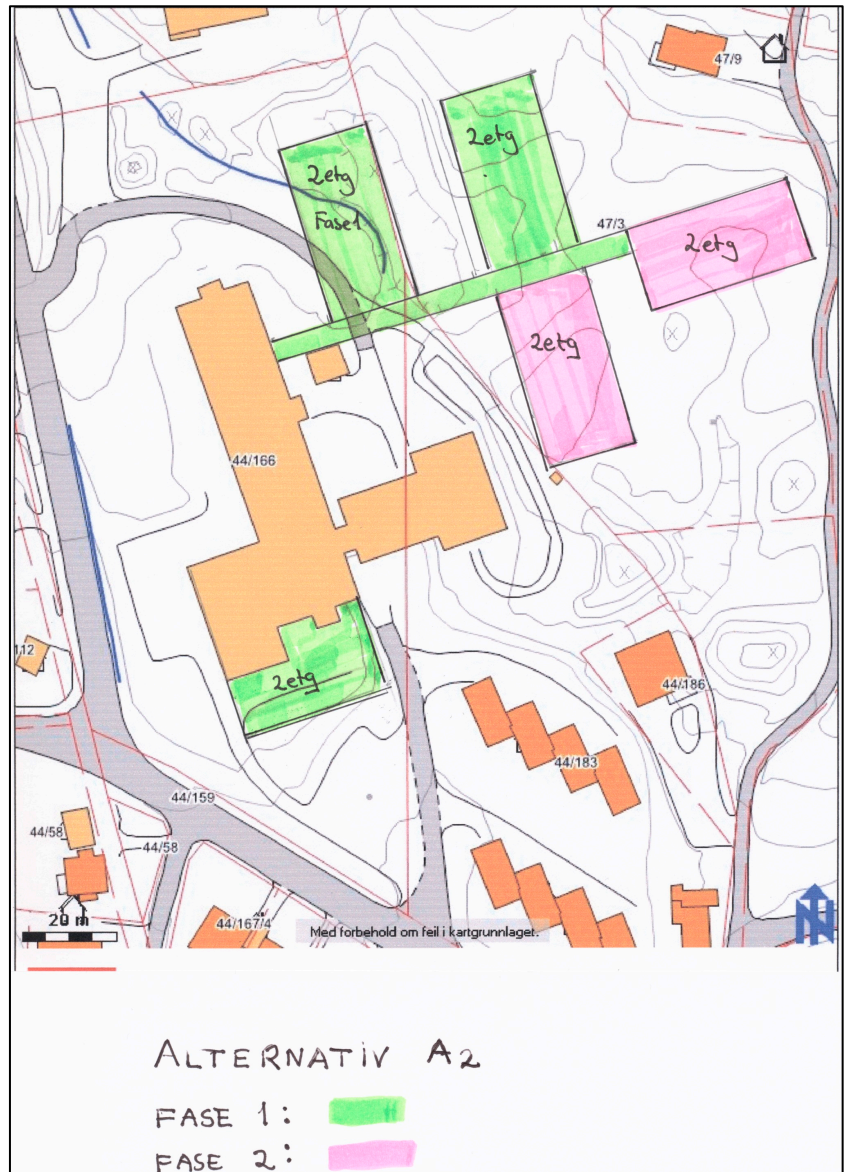 47/9
2etg
2etg
Fase1
47/3
2etg
2etg
44/166
112
2etg
44/186
44/183
44/159
44/58
44/58
20 m
44/167/4
Med forbehold om feil i kartgrunnlaget.
N
ALTERNATIV A2
FASE 1:
FASE 2: